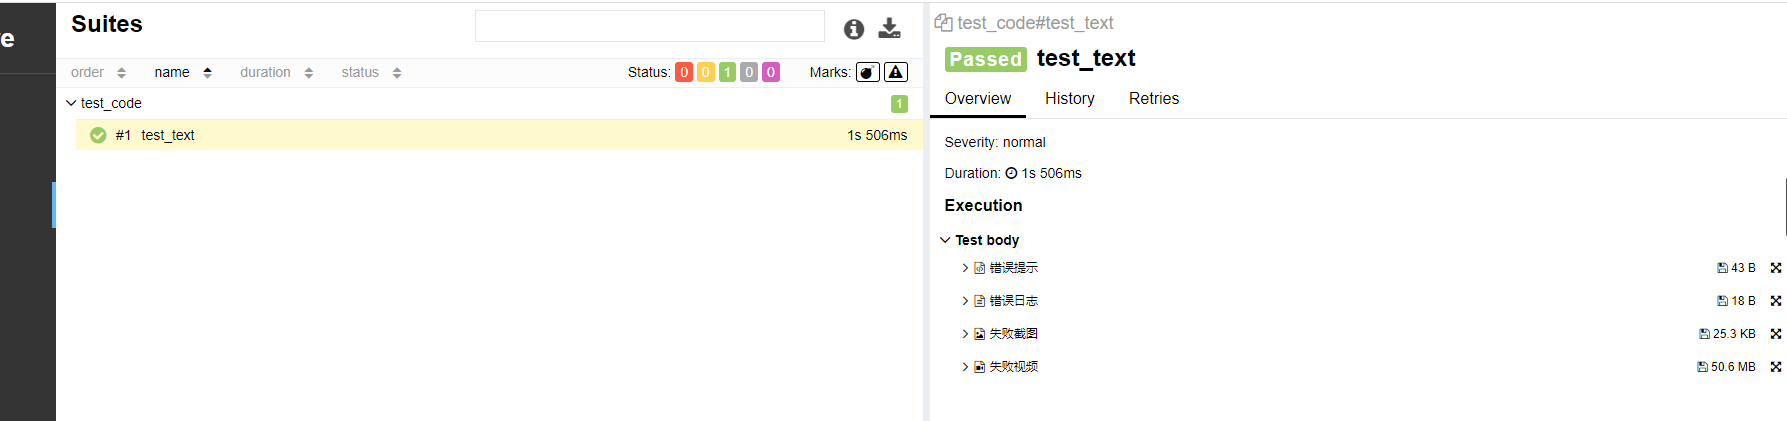 e
Suites
order name duration status Status: 0 0 1 0 0 Marks:
test_code 1
#1 test_text 1s 506ms
test_code#test_text
Passed test_text
Overview History Retries
Severity: normal
Duration: 1s 506ms
Execution
Test body
错误提示 43 B
错误日志 18 B
失败截图 25.3 KB
失败视频 50.6 MB